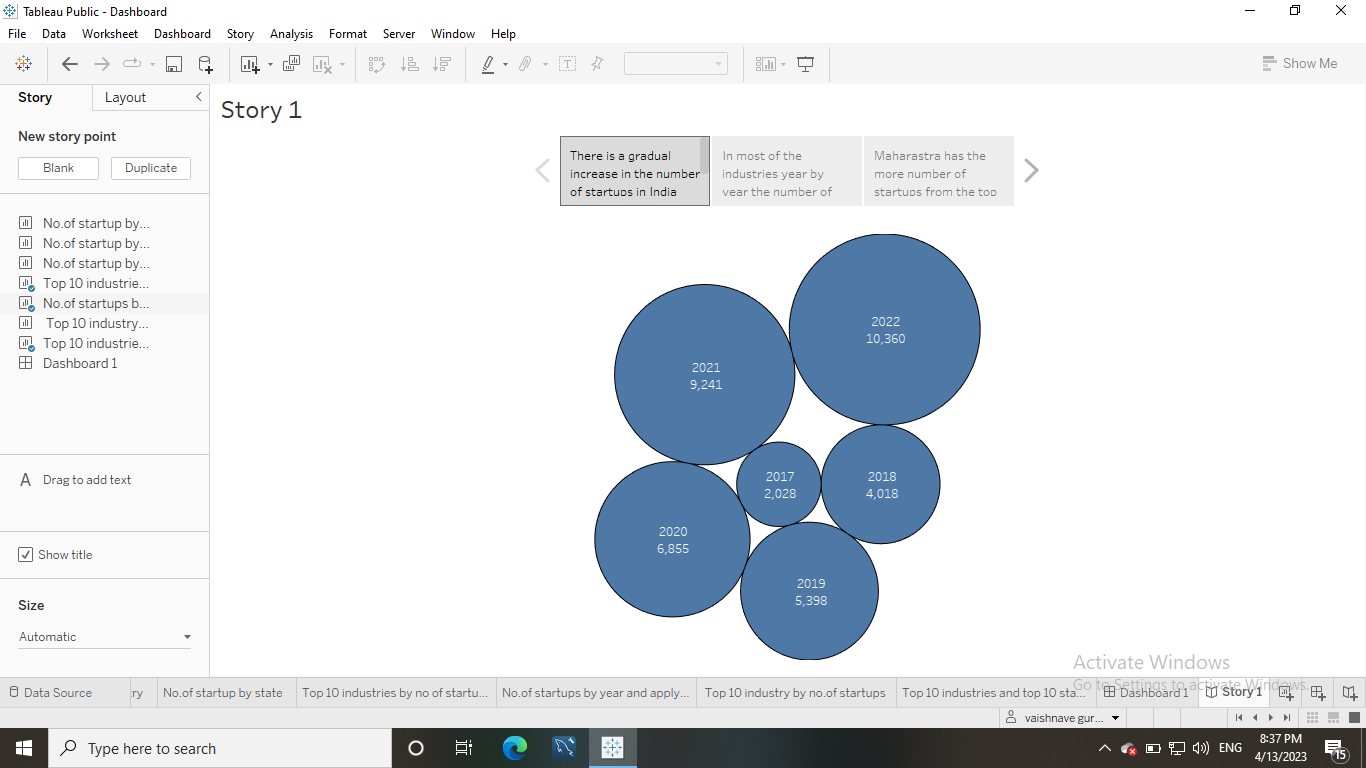 Tableau Public - Dashboard
File Data Worksheet Dashboard Story Analysis Format Server Window Help
Show Me
Story Layout
New story point
Blank Duplicate
No.of startup by...
No.of startup by...
No.of startup by...
Top 10 industrie...
No.of startups b...
Top 10 industry...
Top 10 industrie...
Dashboard 1
A Drag to add text
Show title
Size
Automatic
Story 1
There is a gradual
increase in the number
of startups in India
In most of the
industries year by
year the number of
Maharastra has the
more number of
startups from the top
2022
10,360
2021
9,241
2017
2,028
2018
4,018
2020
6,855
2019
5,398
Activate Windows
Go to Settings to activate Windows.
Data Source ry No.of startup by state Top 10 industries by no of startu... No.of startups by year and apply... Top 10 industry by no.of startups Top 10 industries and top 10 sta... Dashboard 1 Story 1
vaishnave gur...
Type here to search
ENG
8:37 PM
4/13/2023
15